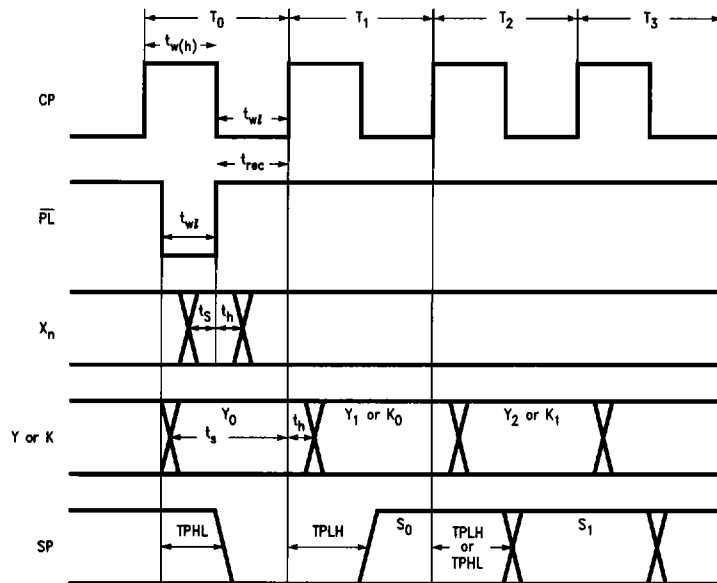 T0 T1 T2 T3
tw(h)
CP
twℓ
trec
PL
twℓ
Xn
tS th
Y or K
Y0
ts
th
Y1 or K0
Y2 or K1
SP
TPHL
TPLH
S0
TPLH
or
TPHL
S1